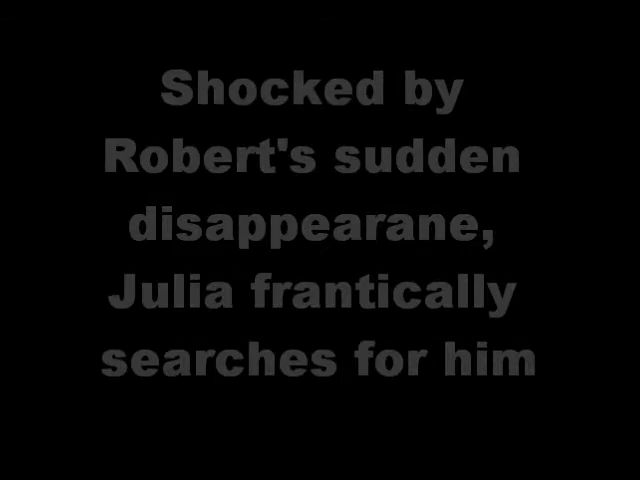 Shocked by
Robert's sudden
disappearane,
Julia frantically
searches for him